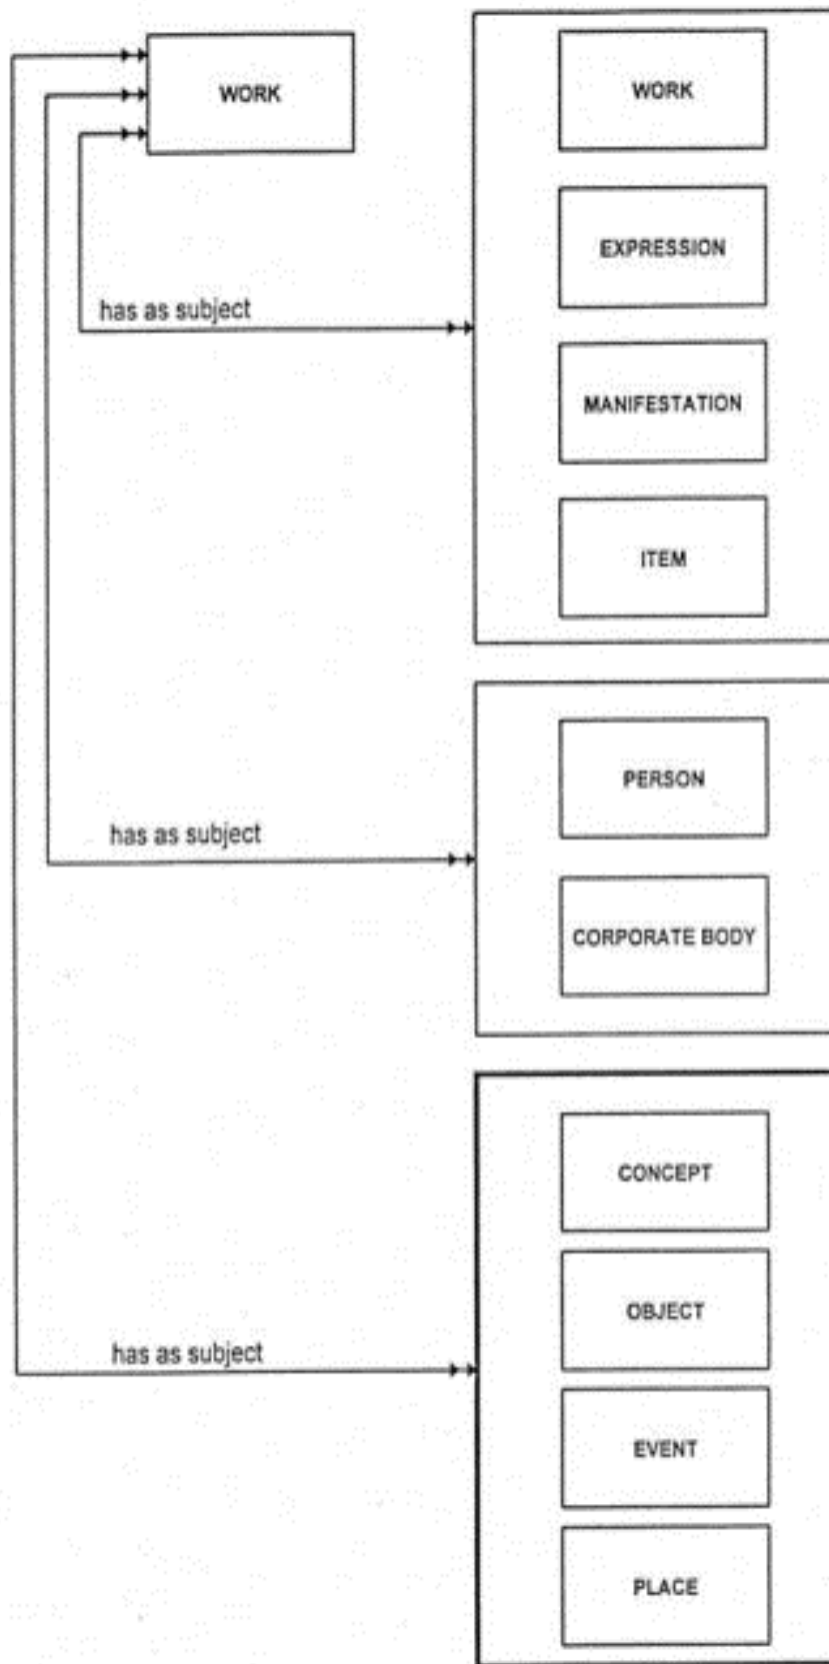 WORK
WORK
EXPRESSION
has as subject
MANIFESTATION
ITEM
PERSON
has as subject
CORPORATE BODY
CONCEPT
OBJECT
has as subject
EVENT
PLACE